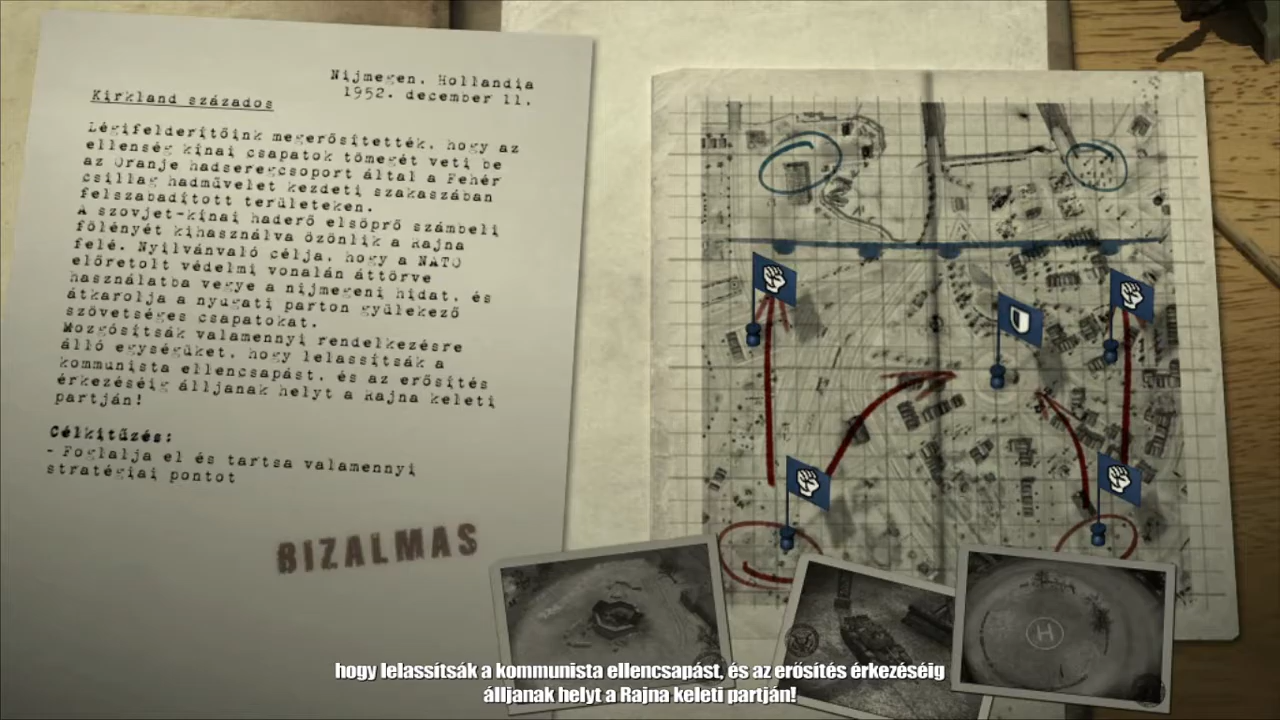 Nijmegen, Hollandia
1952. december 11.
Kirkland százados
Légifelderítőink megerősítették, hogy az
ellenség kínai csapatok tömegét veti be
az Oranje hadseregcsoport által a Fehér
csillag hadművelet kezdeti szakaszában
felszabadított területeken.
A szovjet-kínai haderő elsöprő számbeli
fölényét kihasználva özönlik a Rajna
felé. Nyilvánvaló célja, hogy a NATO
előretolt védelmi vonalán áttörve
használatba vegye a nijmegeni hidat, és
átkarolja a nyugati parton gyülekező
szövetséges csapatokat.
Mozgósítsák valamennyi rendelkezésre
álló egységüket, hogy lelassítsák a
kommunista ellencsapást, és az erősítés
érkezéséig álljanak helyt a Rajna keleti
partján!
Célkitűzés:
- Foglalja el és tartsa valamennyi
stratégiai pontot
BIZALMAS
H
hogy lelassítsák a kommunista ellencsapást, és az erősítés érkezéséig
álljanak helyt a Rajna keleti partján!